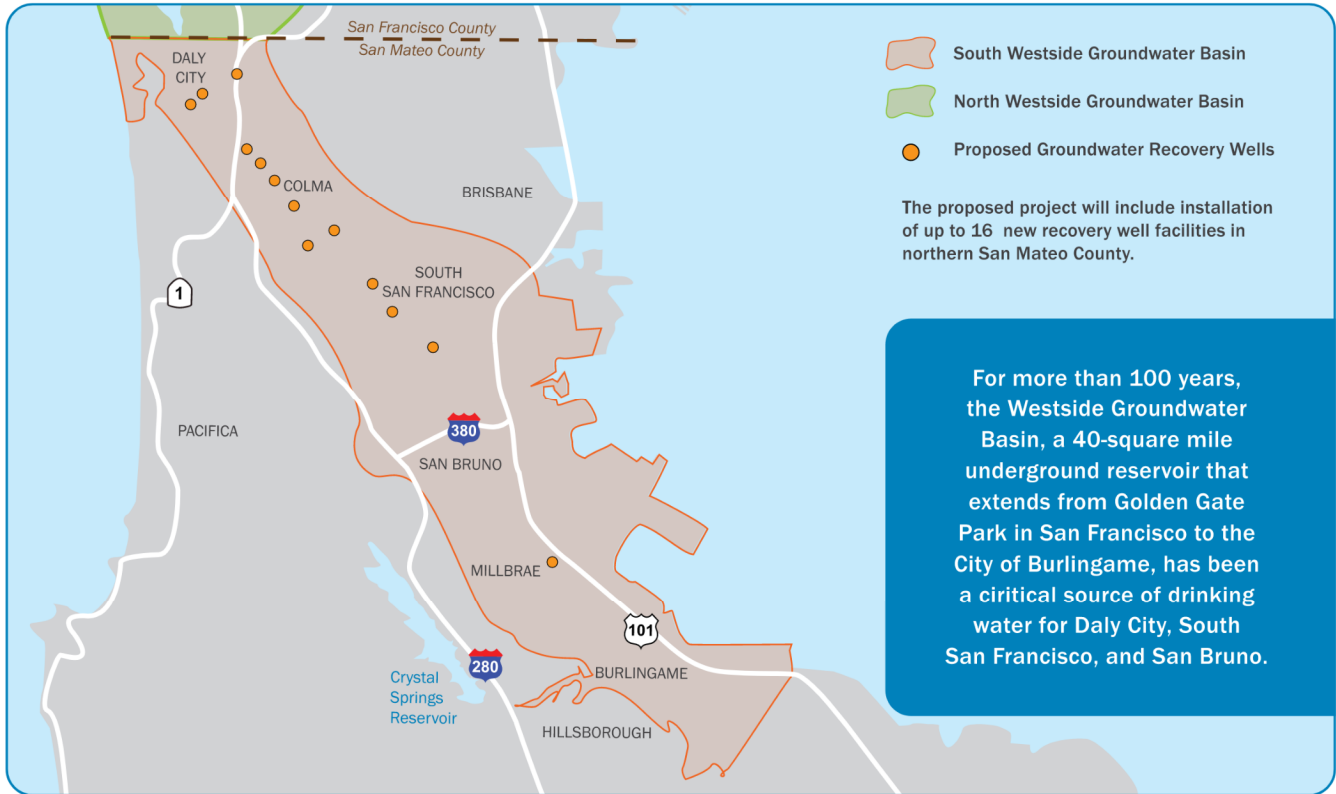 San Francisco County
San Mateo County
DALY
CITY
COLMA
BRISBANE
SOUTH
SAN FRANCISCO
1
PACIFICA
380
SAN BRUNO
MILLBRAE
101
280
BURLINGAME
Crystal
Springs
Reservoir
HILLSBOROUGH
South Westside Groundwater Basin
North Westside Groundwater Basin
Proposed Groundwater Recovery Wells
The proposed project will include installation
of up to 16 new recovery well facilities in
northern San Mateo County.
For more than 100 years,
the Westside Groundwater
Basin, a 40-square mile
underground reservoir that
extends from Golden Gate
Park in San Francisco to the
City of Burlingame, has been
a ciritical source of drinking
water for Daly City, South
San Francisco, and San Bruno.